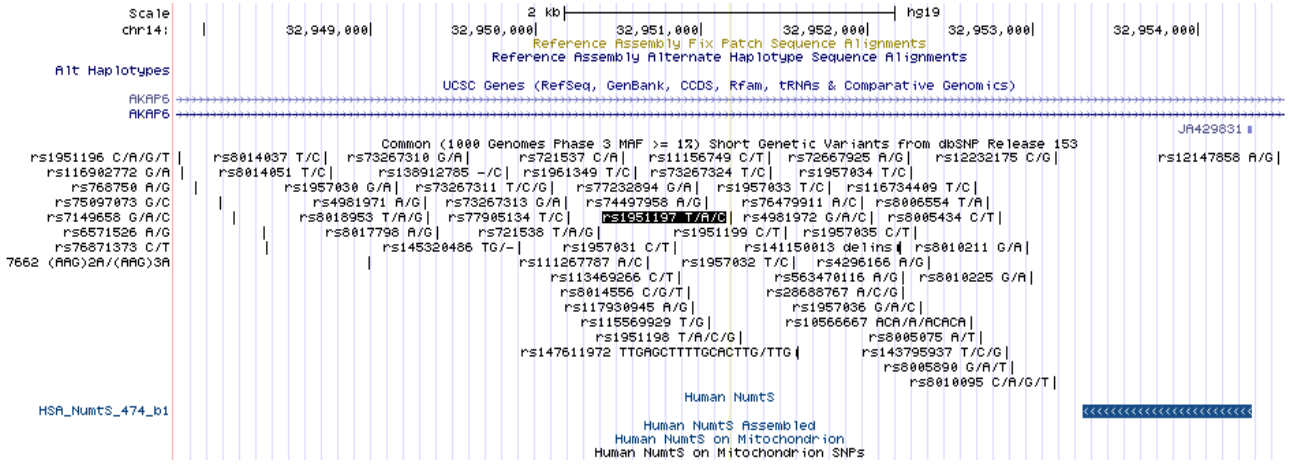 Scale 2 kb hg19
chr14: 32,949,000 32,950,000 32,951,000 32,952,000 32,953,000 32,954,000
Reference Assembly Fix Patch Sequence Alignments
Reference Assembly Alternate Haplotype Sequence Alignments
Alt Haplotypes
UCSC Genes (RefSeq, GenBank, CCDS, Rfam, tRNAs & Comparative Genomics)
AKAP6
AKAP6
JA429831
Common (1000 Genomes Phase 3 MAF >= 1%) Short Genetic Variants from dbSNP Release 153
rs1951196 C/A/G/T rs8014037 T/C rs73267310 G/A rs721537 C/A rs11156749 C/T rs72667925 A/G rs12232175 C/G rs12147858 A/G
rs116902772 G/A rs8014051 T/C rs138912785 -/C rs1961349 T/C rs73267324 T/C rs1957034 T/C
rs768750 A/G rs1957030 G/A rs73267311 T/C/G rs77232894 G/A rs1957033 T/C rs116734409 T/C
rs75097073 G/C rs4981971 A/G rs73267313 G/A rs74497958 A/G rs76479911 A/C rs8006554 T/A
rs7149658 G/A/C rs8018953 T/A/G rs77905134 T/C rs1951197 T/A/C rs4981972 G/A/C rs8005434 C/T
rs6571526 A/G rs8017798 A/G rs721538 T/A/G rs1951199 C/T rs1957035 T/C
rs76871373 C/T rs145320486 TG/- rs1957031 C/T rs141150013 delins rs8010211 G/A
7662 (AAG)2A/(AAG)3A rs111267787 A/C rs1957032 T/C rs4296166 A/G
rs113469266 C/T rs563470116 A/G rs8010225 G/A
rs8014556 C/G/T rs28688767 A/C/G
rs117930945 A/G rs1957036 G/A/C
rs115569929 T/G rs10566667 ACA/A/ACACA
rs1951198 T/A/C/G rs8005075 A/T
rs147611972 TTGAGCTTTTGCACTTG/TTG rs143795937 T/C/G
rs8005890 G/A/T
rs8010095 C/A/G/T
Human NumtS
HSA_NumtS_474_b1
Human NumtS Assembled
Human NumtS on Mitochondrion
Human NumtS on Mitochondrion SNPs